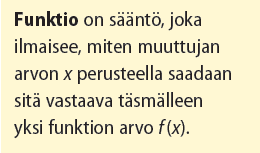 Funktio on sääntö, joka
ilmaisee, miten muuttujan
arvon x perusteella saadaan
sitä vastaava täsmälleen
yksi funktion arvo f(x).